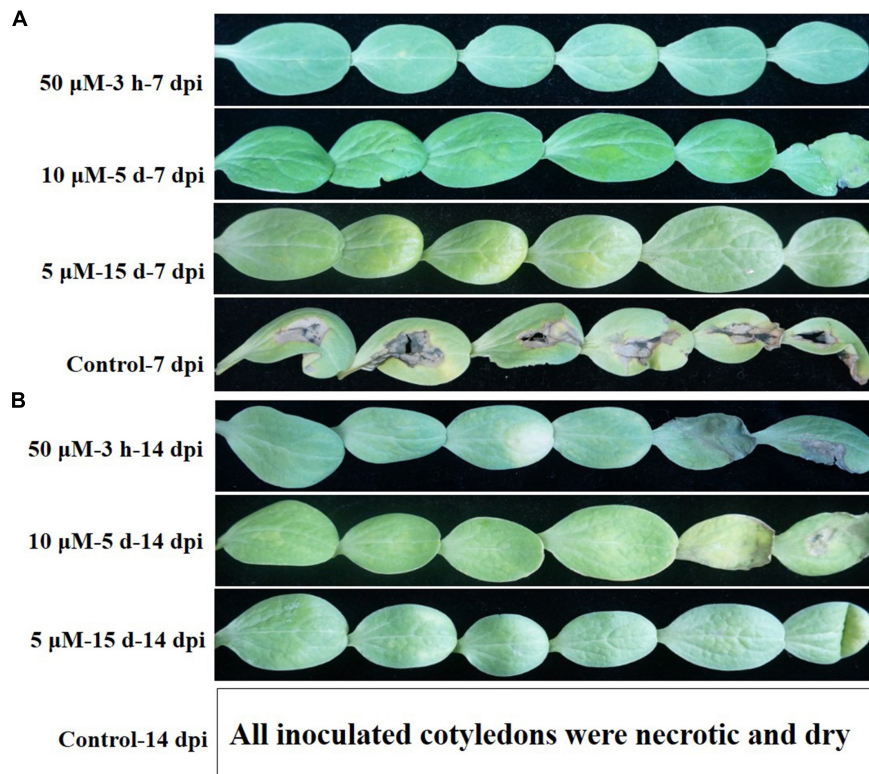 A
50 μM-3 h-7 dpi
10 μM-5 d-7 dpi
5 μM-15 d-7 dpi
Control-7 dpi
B
50 μM-3 h-14 dpi
10 μM-5 d-14 dpi
5 μM-15 d-14 dpi
Control-14 dpi
All inoculated cotyledons were necrotic and dry